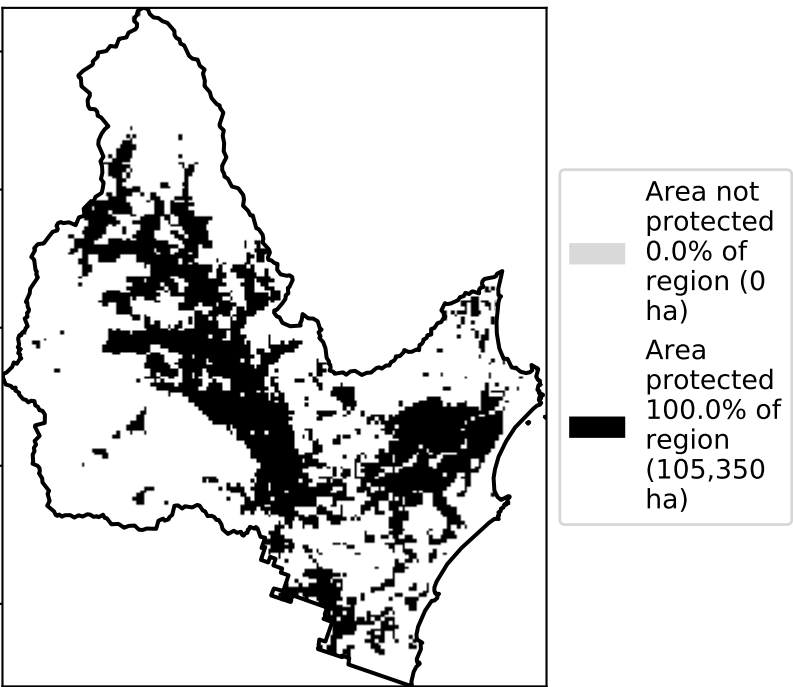 Area not
protected
0.0% of
region (0
ha)
Area
protected
100.0% of
region
(105,350
ha)